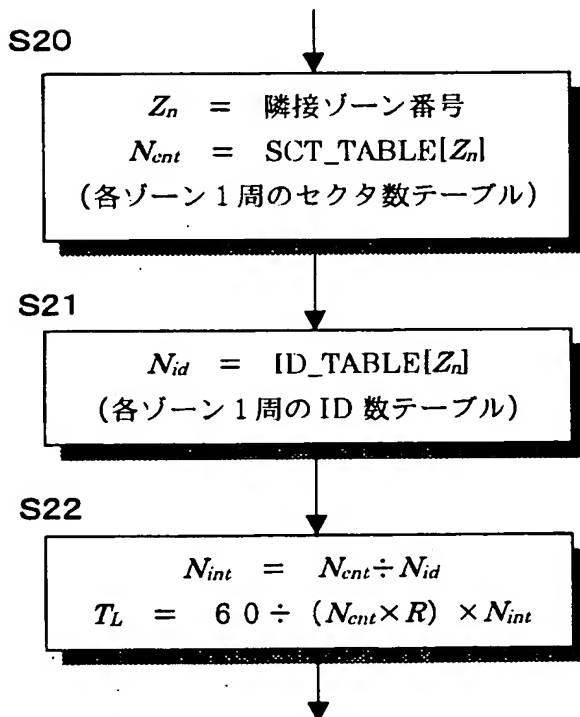 S20
Zn = 隣接ゾーン番号
Ncnt = SCT_TABLE[Zn]
(各ゾーン1周のセクタ数テーブル)
S21
Nid = ID_TABLE[Zn]
(各ゾーン1周のID数テーブル)
S22
Nint = Ncnt÷Nid
TL = 60÷(Ncnt×R)×Nint